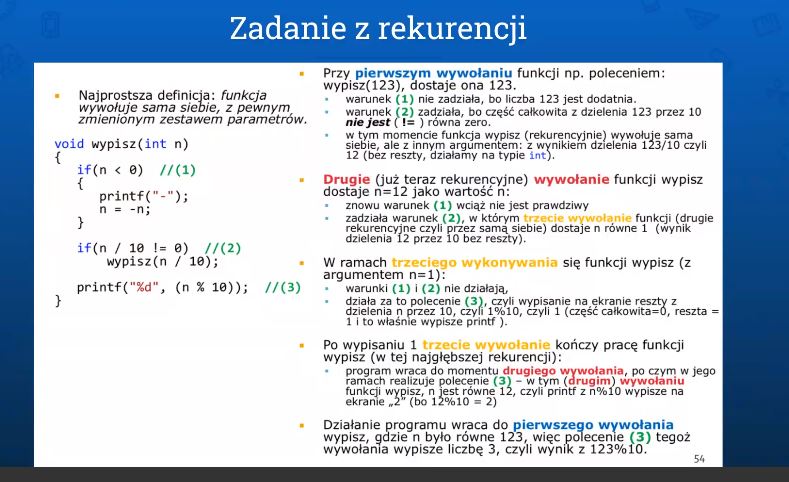 Zadanie z rekurencji
Najprostsza definicja: funkcja
wywołuje sama siebie, z pewnym
zmienionym zestawem parametrów.
void wypisz(int n)
{
if(n < 0) //(1)
{
printf("-");
n = -n;
}
if(n / 10 != 0) //(2)
wypisz(n / 10);
printf("%d", (n % 10)); //(3)
}
Przy pierwszym wywołaniu funkcji np. poleceniem:
wypisz(123), dostaje ona 123.
warunek (1) nie zadziała, bo liczba 123 jest dodatnia.
warunek (2) zadziała, bo część całkowita z dzielenia 123 przez 10
nie jest ( != ) równa zero.
w tym momencie funkcja wypisz (rekurencyjnie) wywołuje sama
siebie, ale z innym argumentem: z wynikiem dzielenia 123/10 czyli
12 (bez reszty, działamy na typie int).
Drugie (już teraz rekurencyjne) wywołanie funkcji wypisz
dostaje n=12 jako wartość n:
znowu warunek (1) wciąż nie jest prawdziwy
zadziała warunek (2), w którym trzecie wywołanie funkcji (drugie
rekurencyjne czyli przez samą siebie) dostaje n równe 1 (wynik
dzielenia 12 przez 10 bez reszty).
W ramach trzeciego wykonywania się funkcji wypisz (z
argumentem n=1):
warunki (1) i (2) nie działają,
działa za to polecenie (3), czyli wypisanie na ekranie reszty z
dzielenia n przez 10, czyli 1%10, czyli 1 (część całkowita=0, reszta =
1 i to właśnie wypisze printf ).
Po wypisaniu 1 trzecie wywołanie kończy pracę funkcji
wypisz (w tej najgłębszej rekurencji):
program wraca do momentu drugiego wywołania, po czym w jego
ramach realizuje polecenie (3) – w tym (drugim) wywołaniu
funkcji wypisz, n jest równe 12, czyli printf z n%10 wypisze na
ekranie „2” (bo 12%10 = 2)
Działanie programu wraca do pierwszego wywołania
wypisz, gdzie n było równe 123, więc polecenie (3) tegoż
wywołania wypisze liczbę 3, czyli wynik z 123%10.
54